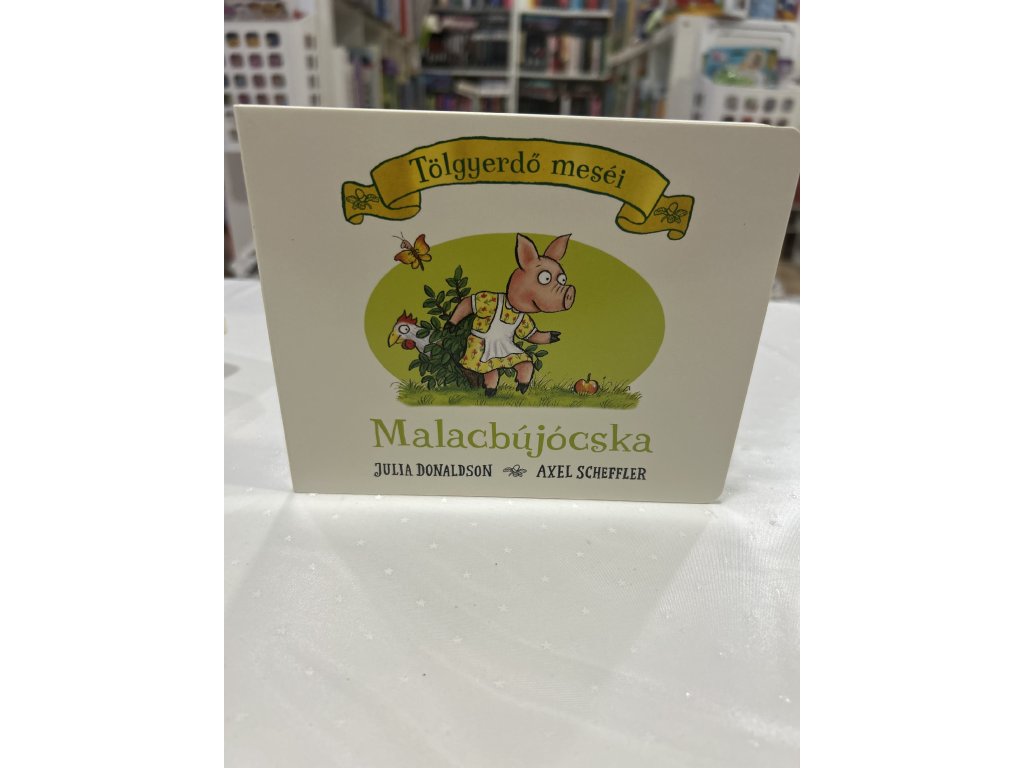 Tölgyerdő meséi
Malacbújócska
JULIA DONALDSON AXEL SCHEFFLER